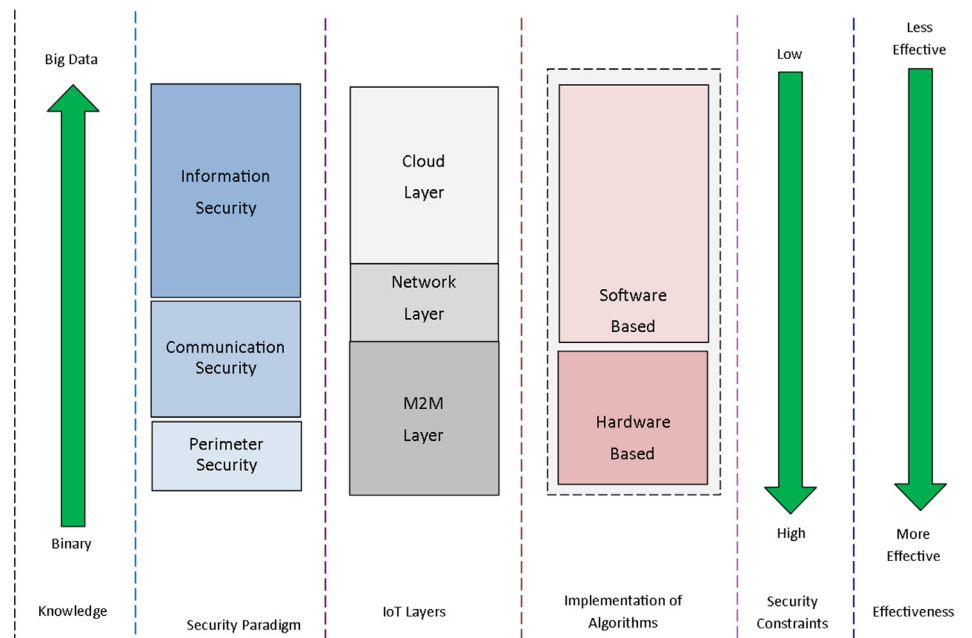 Big Data
Binary
Knowledge
Information
Security
Communication
Security
Perimeter
Security
Security Paradigm
Cloud
Layer
Network
Layer
M2M
Layer
IoT Layers
Software
Based
Hardware
Based
Implementation of
Algorithms
Low
High
Security
Constraints
Less
Effective
More
Effective
Effectiveness